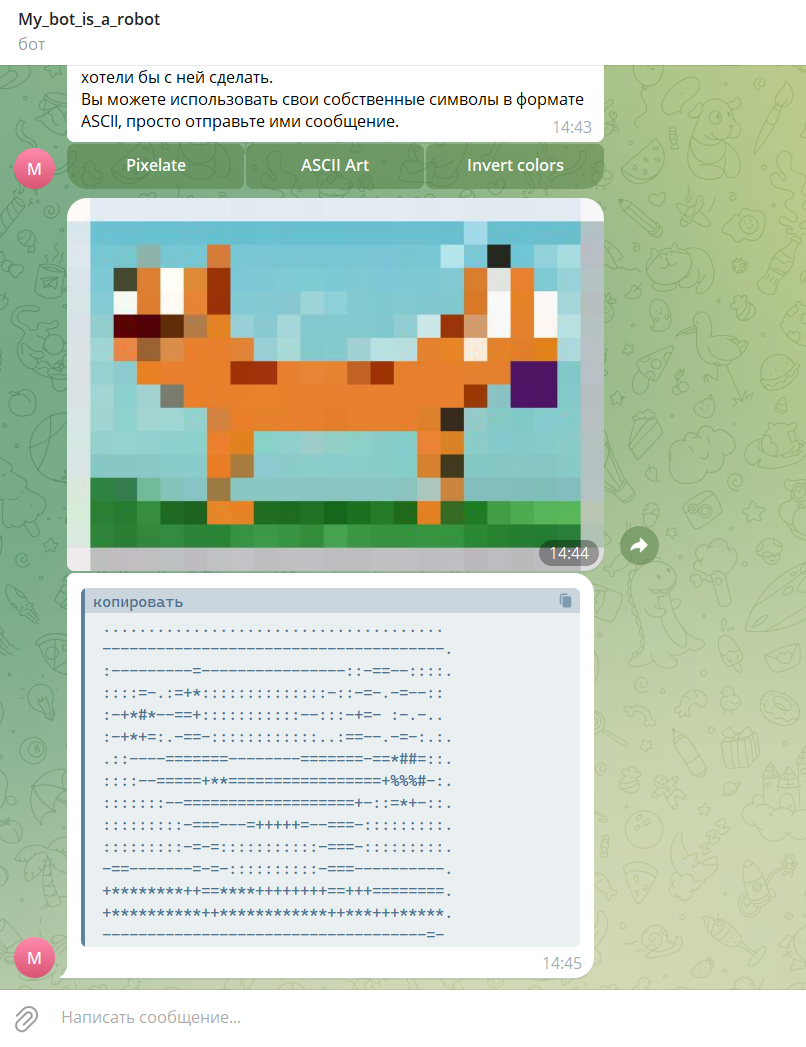 My_bot_is_a_robot
бот
хотели бы с ней сделать.
Вы можете использовать свои собственные символы в формате
ASCII, просто отправьте ими сообщение.
14:43
Pixelate
ASCII Art
Invert colors
M
14:44
копировать
14:45
M
Написать сообщение...